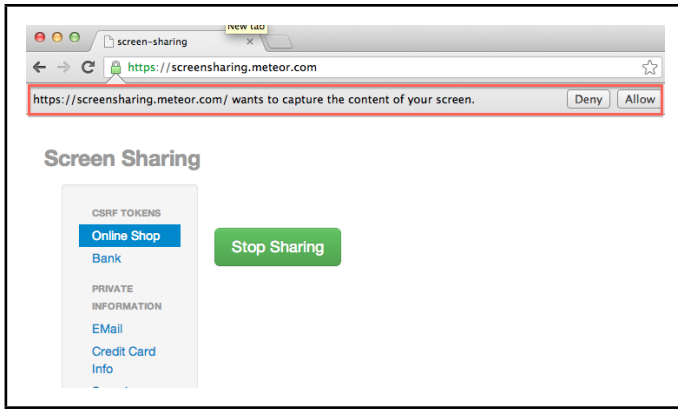 New tab
screen-sharing
https://screensharing.meteor.com
https://screensharing.meteor.com/ wants to capture the content of your screen.
Deny
Allow
Screen Sharing
CSRF TOKENS
Online Shop
Bank
Stop Sharing
PRIVATE
INFORMATION
EMail
Credit Card
Info